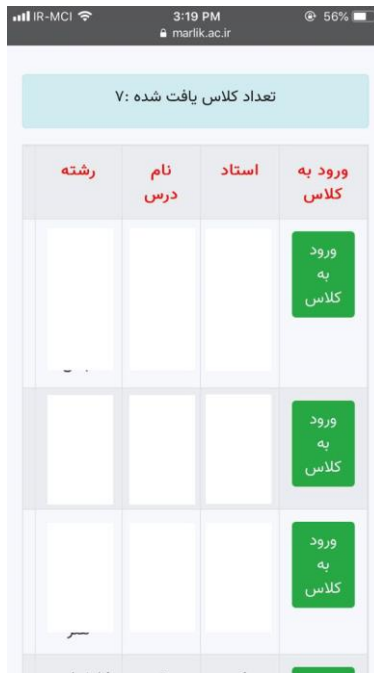 IR-MCI 3:19 PM 56%
marlik.ac.ir
تعداد کلاس یافت شده :۷
ورود به کلاس استاد نام درس رشته
ورود
به
کلاس
ورود
به
کلاس
ورود
به
کلاس